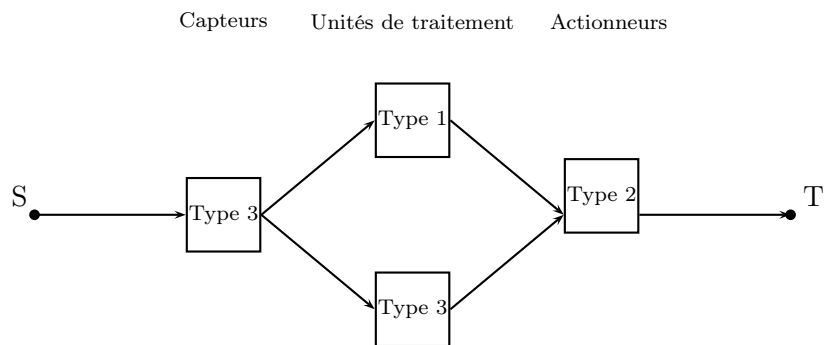 Capteurs Unités de traitement Actionneurs
Type 1
S Type 3 Type 2 T
Type 3